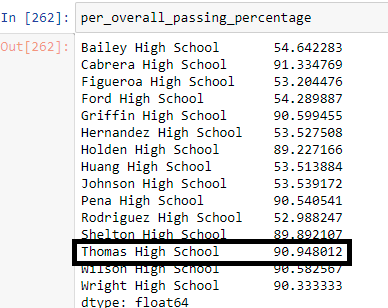 In [262]: per_overall_passing_percentage
Out[262]: Bailey High School 54.642283
Cabrera High School 91.334769
Figueroa High School 53.204476
Ford High School 54.289887
Griffin High School 90.599455
Hernandez High School 53.527508
Holden High School 89.227166
Huang High School 53.513884
Johnson High School 53.539172
Pena High School 90.540541
Rodriguez High School 52.988247
Shelton High School 89.892107
Thomas High School 90.948012
Wilson High School 90.582567
Wright High School 90.333333
dtype: float64